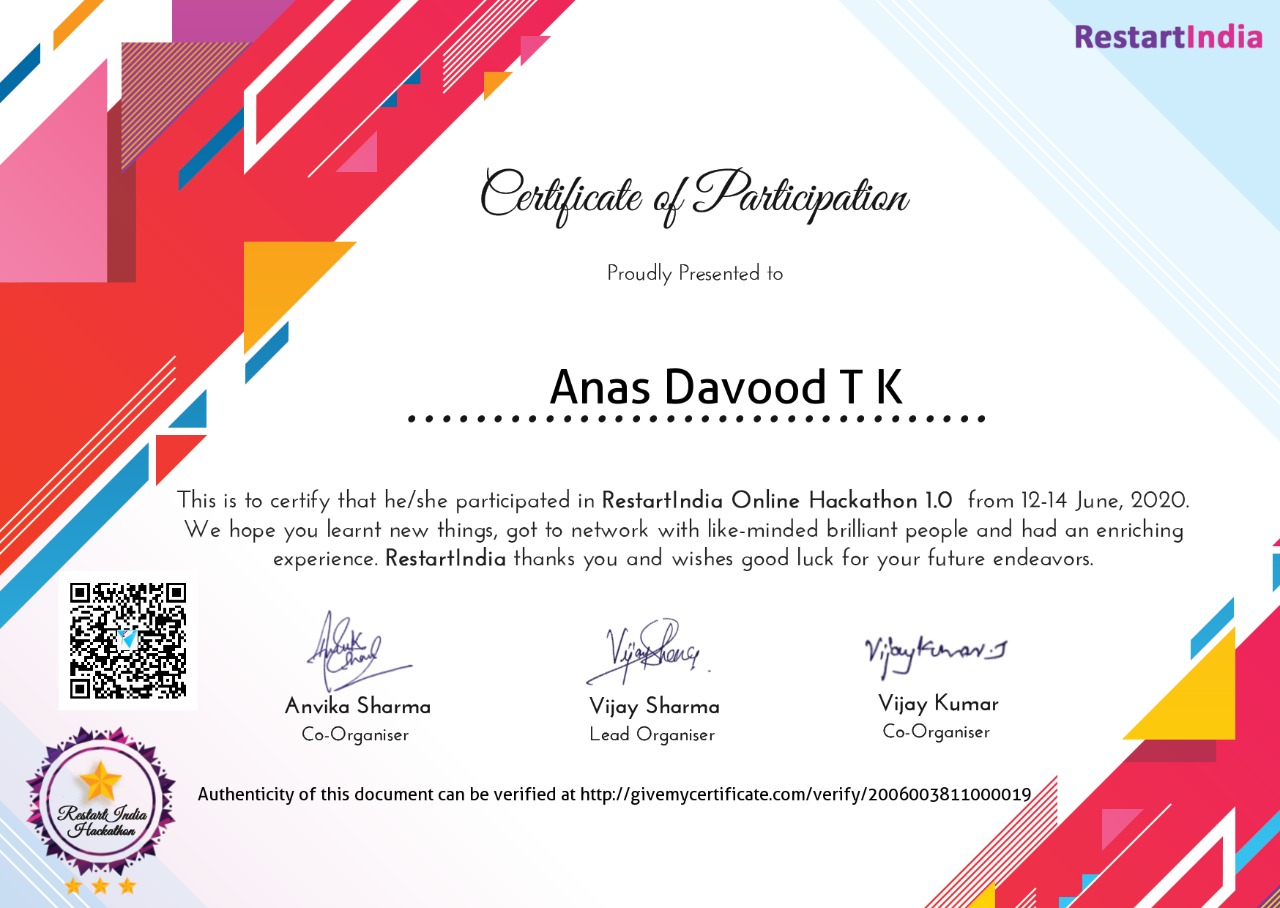 RestartIndia
Certificate of Participation
Proudly Presented to
Anas Davood T K
This is to certify that he/she participated in RestartIndia Online Hackathon 1.0 from 12-14 June, 2020.
We hope you learnt new things, got to network with like-minded brilliant people and had an enriching
experience. RestartIndia thanks you and wishes good luck for your future endeavors.
Vijay Kumar.J
Anvika Sharma
Vijay Sharma
Vijay Kumar
Co-Organiser
Lead Organiser
Co-Organiser
Authenticity of this document can be verified at http://givemycertificate.com/verify/2006003811000019
Restart India
Hackathon